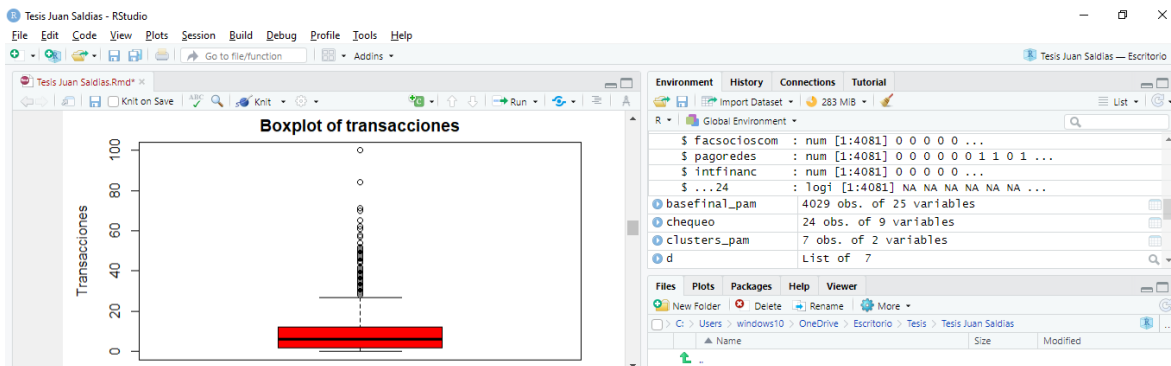 Tesis Juan Saldias - RStudio
File Edit Code View Plots Session Build Debug Profile Tools Help
Go to file/function Addins
Tesis Juan Saldias — Escritorio
Tesis Juan Saldias.Rmd*
Knit on Save ABC Knit Run
Boxplot of transacciones
Transacciones
100
80
60
40
20
0
Environment History Connections Tutorial
Import Dataset 283 MiB List
R Global Environment
$ facsocioscom : num [1:4081] 0 0 0 0 0 ...
$ pagoredes : num [1:4081] 0 0 0 0 0 0 1 1 0 1 ...
$ intfinanc : num [1:4081] 0 0 0 0 0 ...
$ ...24 : logi [1:4081] NA NA NA NA NA NA ...
basefinal_pam 4029 obs. of 25 variables
chequeo 24 obs. of 9 variables
clusters_pam 7 obs. of 2 variables
d List of 7
Files Plots Packages Help Viewer
New Folder Delete Rename More
C: > Users > windows10 > OneDrive > Escritorio > Tesis > Tesis Juan Saldias
Name Size Modified
..